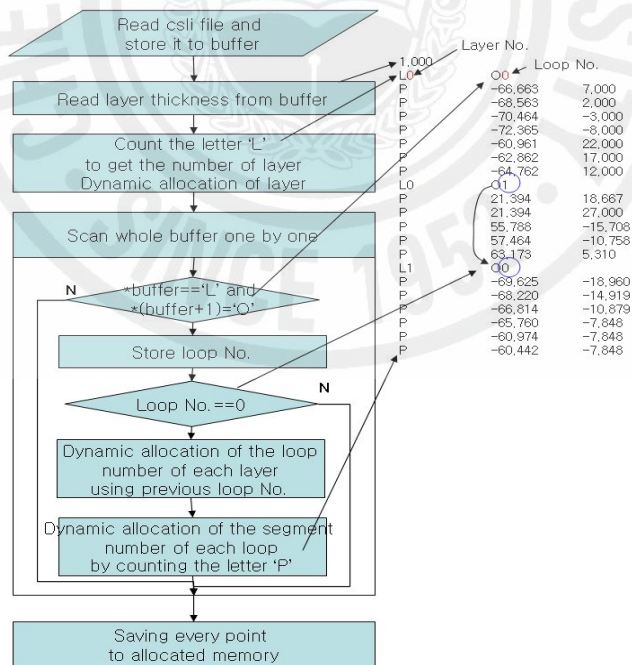 Read csli file and
store it to buffer
Read layer thickness from buffer
Count the letter 'L'
to get the number of layer
Dynamic allocation of layer
Scan whole buffer one by one
N
*buffer=='L' and
*(buffer+1)='O'
Store loop No.
N
Loop No.==0
Dynamic allocation of the loop
number of each layer
using previous loop No.
Dynamic allocation of the segment
number of each loop
by counting the letter 'P'
Saving every point
to allocated memory
Layer No.
Loop No.
1.000
L0 O0
P -66,663 7,000
P -68,563 2,000
P -70,464 -3,000
P -72,365 -8,000
P -60,961 22,000
P -62,862 17,000
P -64,762 12,000
L0 O1
P 21,394 18,667
P 21,394 27,000
P 55,788 -15,708
P 57,464 -10,758
P 63,173 5,310
L1 O0
P -69,625 -18,960
P -68,220 -14,919
P -66,814 -10,879
P -65,760 -7,848
P -60,974 -7,848
P -60,442 -7,848
SINCE 195